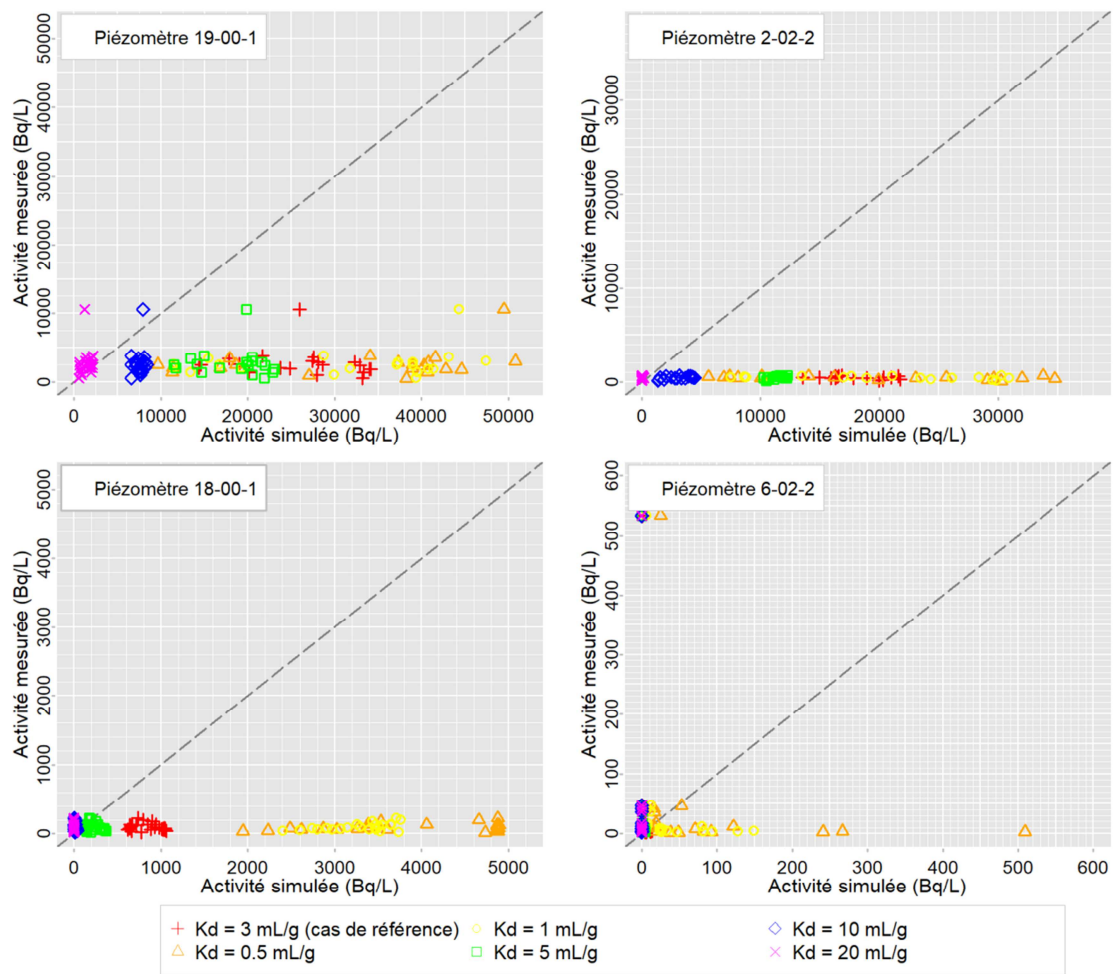 Piézomètre 19-00-1
Activité mesurée (Bq/L)
50000
40000
30000
20000
10000
0
0 10000 20000 30000 40000 50000
Activité simulée (Bq/L)
Piézomètre 2-02-2
Activité mesurée (Bq/L)
30000
20000
10000
0
0 10000 20000 30000
Activité simulée (Bq/L)
Piézomètre 18-00-1
Activité mesurée (Bq/L)
5000
4000
3000
2000
1000
0
0 1000 2000 3000 4000 5000
Activité simulée (Bq/L)
Piézomètre 6-02-2
Activité mesurée (Bq/L)
600
500
400
300
200
100
0
0 100 200 300 400 500 600
Activité simulée (Bq/L)
Kd = 3 mL/g (cas de référence) Kd = 1 mL/g Kd = 10 mL/g
Kd = 0.5 mL/g Kd = 5 mL/g Kd = 20 mL/g